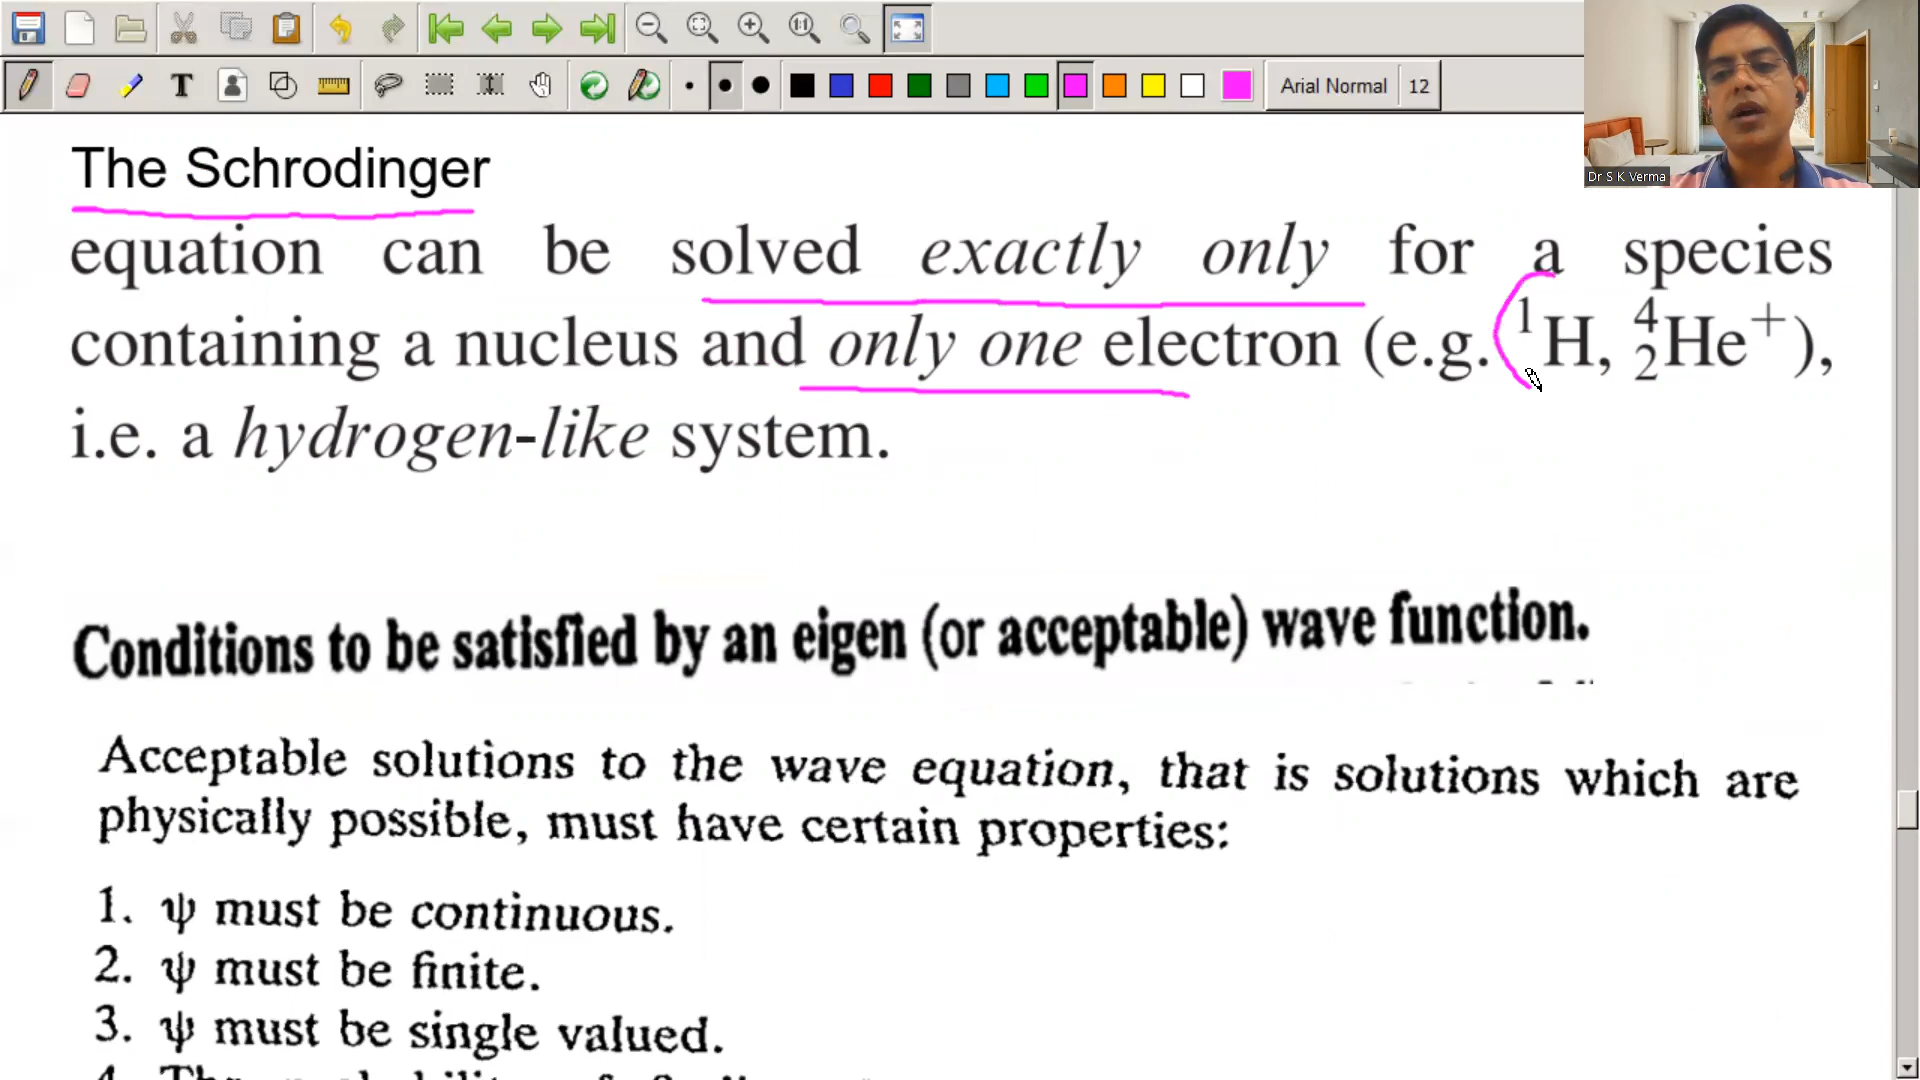 T
1:1
Arial Normal 12
Dr S K Verma
The Schrodinger
equation can be solved exactly only for a species
containing a nucleus and only one electron (e.g. ¹H, ⁴₂He⁺),
i.e. a hydrogen-like system.
Conditions to be satisfied by an eigen (or acceptable) wave function.
Acceptable solutions to the wave equation, that is solutions which are
physically possible, must have certain properties:
1. ψ must be continuous.
2. ψ must be finite.
3. ψ must be single valued.